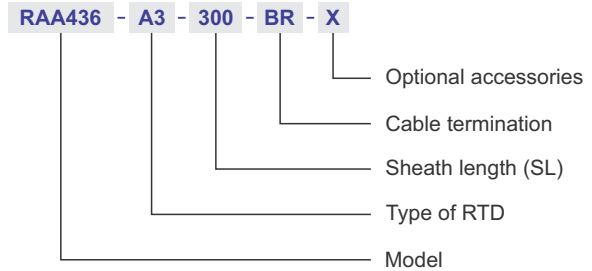 RAA436 - A3 - 300 - BR - X
Optional accessories
Cable termination
Sheath length (SL)
Type of RTD
Model